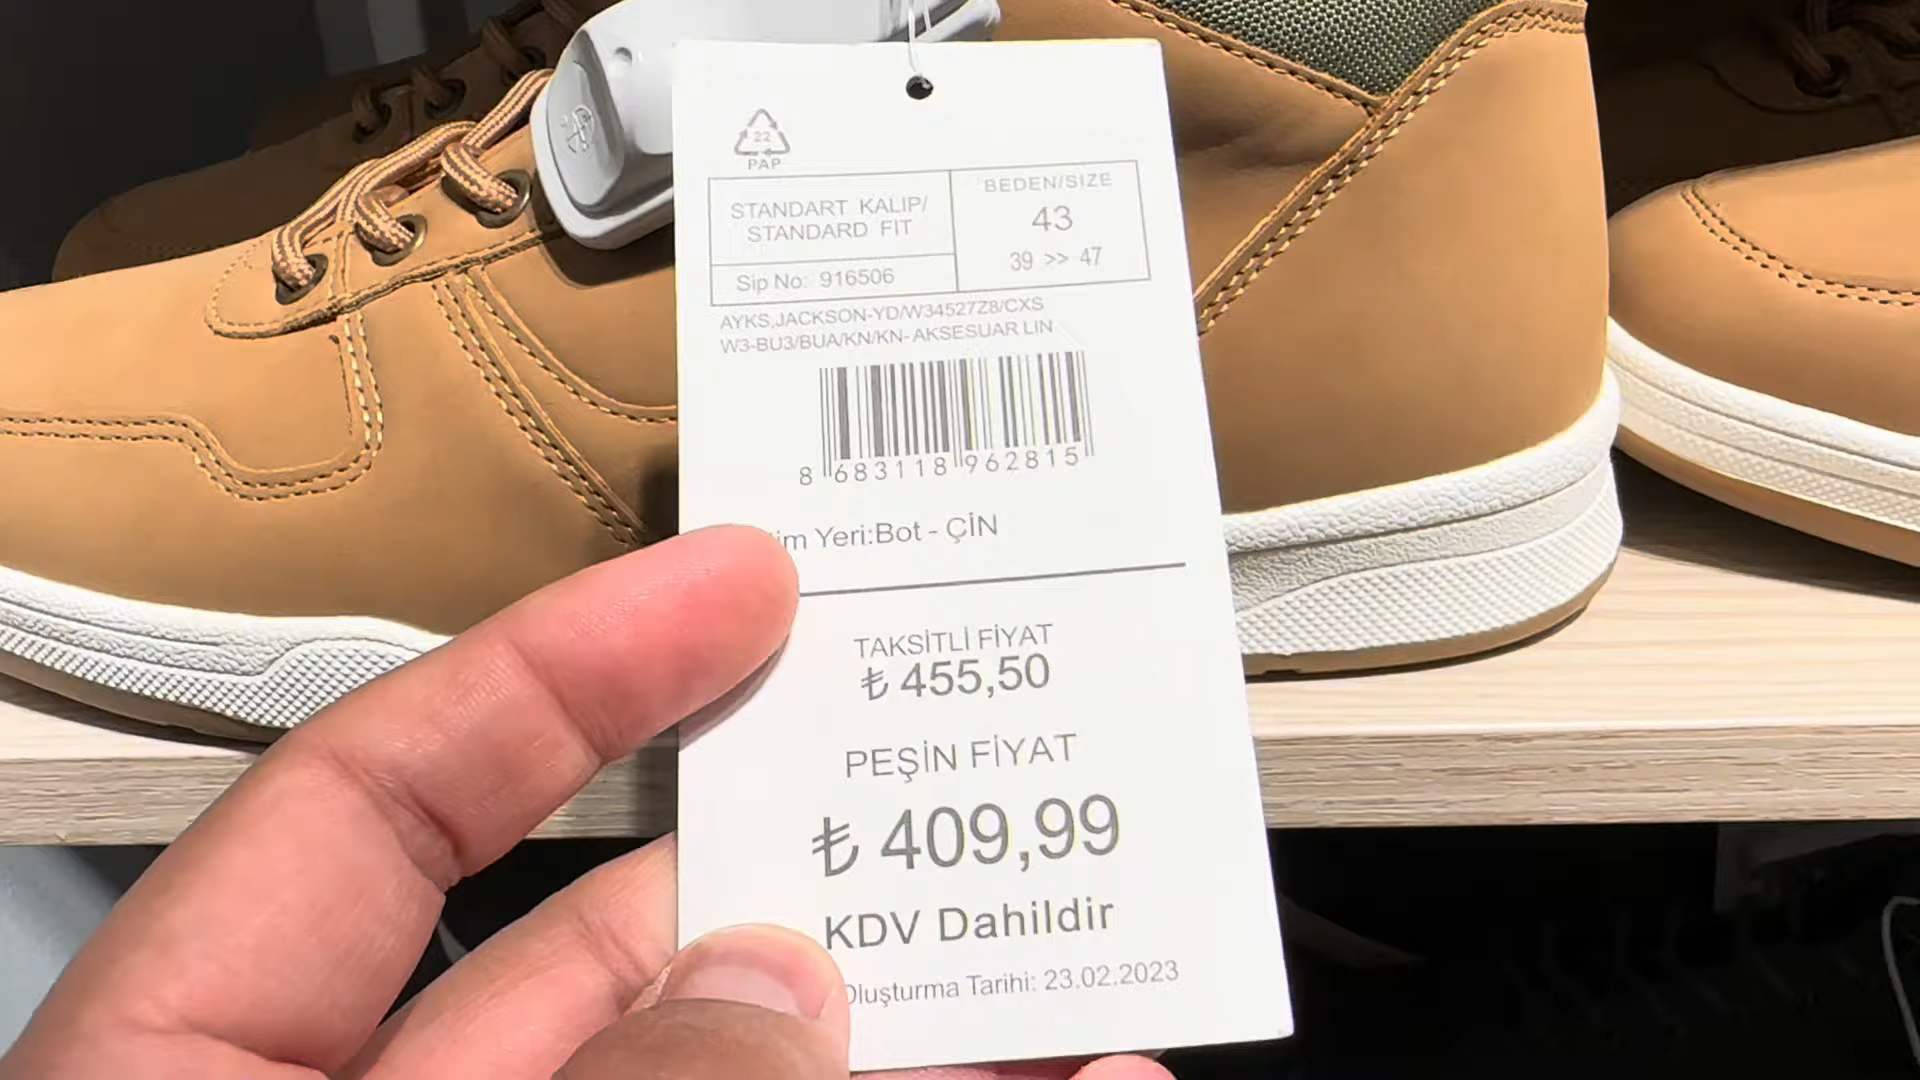 22
PAP
STANDART KALIP/
STANDARD FIT
BEDEN/SIZE
43
39 >> 47
Sip No: 916506
AYKS,JACKSON-YD/W34527Z8/CXS
W3-BU3/BUA/KN/KN- AKSESUAR LIN
8 683118 962815
Yeri:Bot - ÇİN
TAKSİTLİ FİYAT
₺ 455,50
PEŞİN FİYAT
₺ 409,99
KDV Dahildir
Oluşturma Tarihi: 23.02.2023